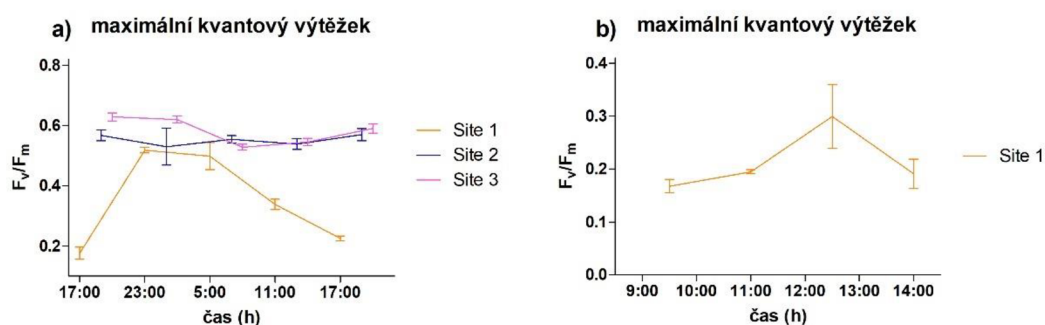 a) maximální kvantový výtěžek
0.8
0.6
0.4
0.2
Fv/Fm
17:00 23:00 5:00 11:00 17:00
čas (h)
Site 1
Site 2
Site 3
b) maximální kvantový výtěžek
0.4
0.3
0.2
0.1
0.0
Fv/Fm
9:00 10:00 11:00 12:00 13:00 14:00
čas (h)
Site 1